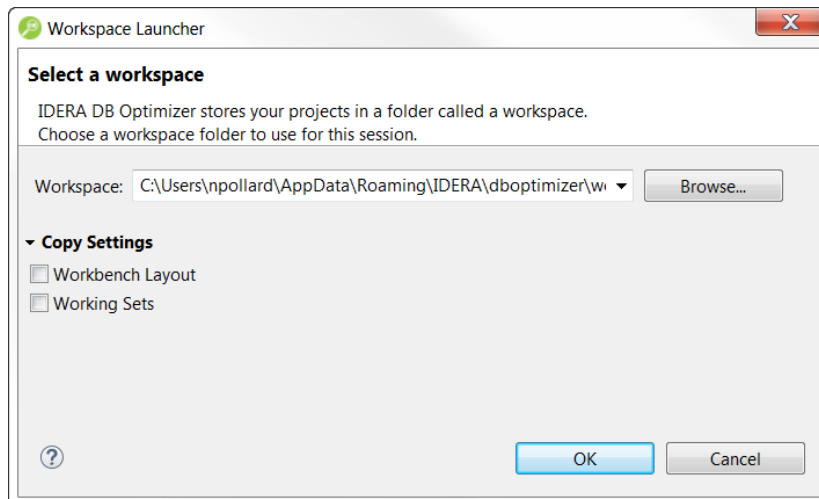 Workspace Launcher
Select a workspace
IDERA DB Optimizer stores your projects in a folder called a workspace.
Choose a workspace folder to use for this session.
Workspace: C:\Users\npollard\AppData\Roaming\IDERA\dboptimizer\w Browse...
Copy Settings
Workbench Layout
Working Sets
? OK Cancel